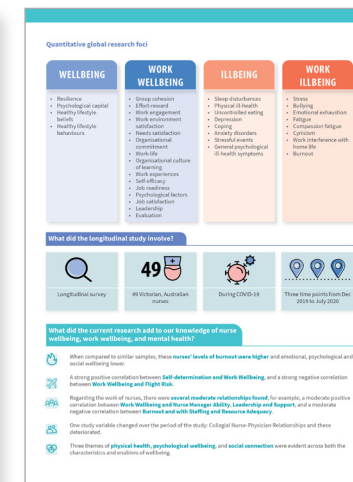 Quantitative global research foci
WELLBEING
• Resilience
• Psychological capital
• Healthy lifestyle
beliefs
• Healthy lifestyle
behaviours
WORK
WELLBEING
• Group cohesion
• Effort-reward
• Work engagement
• Work environment
satisfaction
• Needs satisfaction
• Organisational
commitment
• Work-life
• Organisational culture
of learning
• Work experiences
• Self-efficacy
• Job readiness
• Psychological factors
• Job satisfaction
• Leadership
• Evaluation
ILLBEING
• Sleep disturbances
• Physical ill-health
• Uncontrolled eating
• Depression
• Coping
• Anxiety disorders
• Stressful events
• General psychological
ill-health symptoms
WORK
ILLBEING
• Stress
• Bullying
• Emotional exhaustion
• Fatigue
• Compassion fatigue
• Cynicism
• Work interference with
home life
• Burnout
What did the longitudinal study involve?
Longitudinal survey
49
49 Victorian, Australian
nurses
During COVID-19
Three time points from Dec
2019 to July 2020
What did the current research add to our knowledge of nurse
wellbeing, work wellbeing, and mental health?
When compared to similar samples, these nurses' levels of burnout were higher and emotional, psychological and
social wellbeing lower.
A strong positive correlation between Self-determination and Work Wellbeing, and a strong negative correlation
between Work Wellbeing and Flight Risk.
Regarding the work of nurses, there were several moderate relationships found, for example, a moderate positive
correlation between Work Wellbeing and Nurse Manager Ability, Leadership and Support, and a moderate
negative correlation between Burnout and with Staffing and Resource Adequacy.
One study variable changed over the period of the study: Collegial Nurse-Physician Relationships and these
deteriorated.
Three themes of physical health, psychological wellbeing, and social connection were evident across both the
characteristics and enablers of wellbeing.